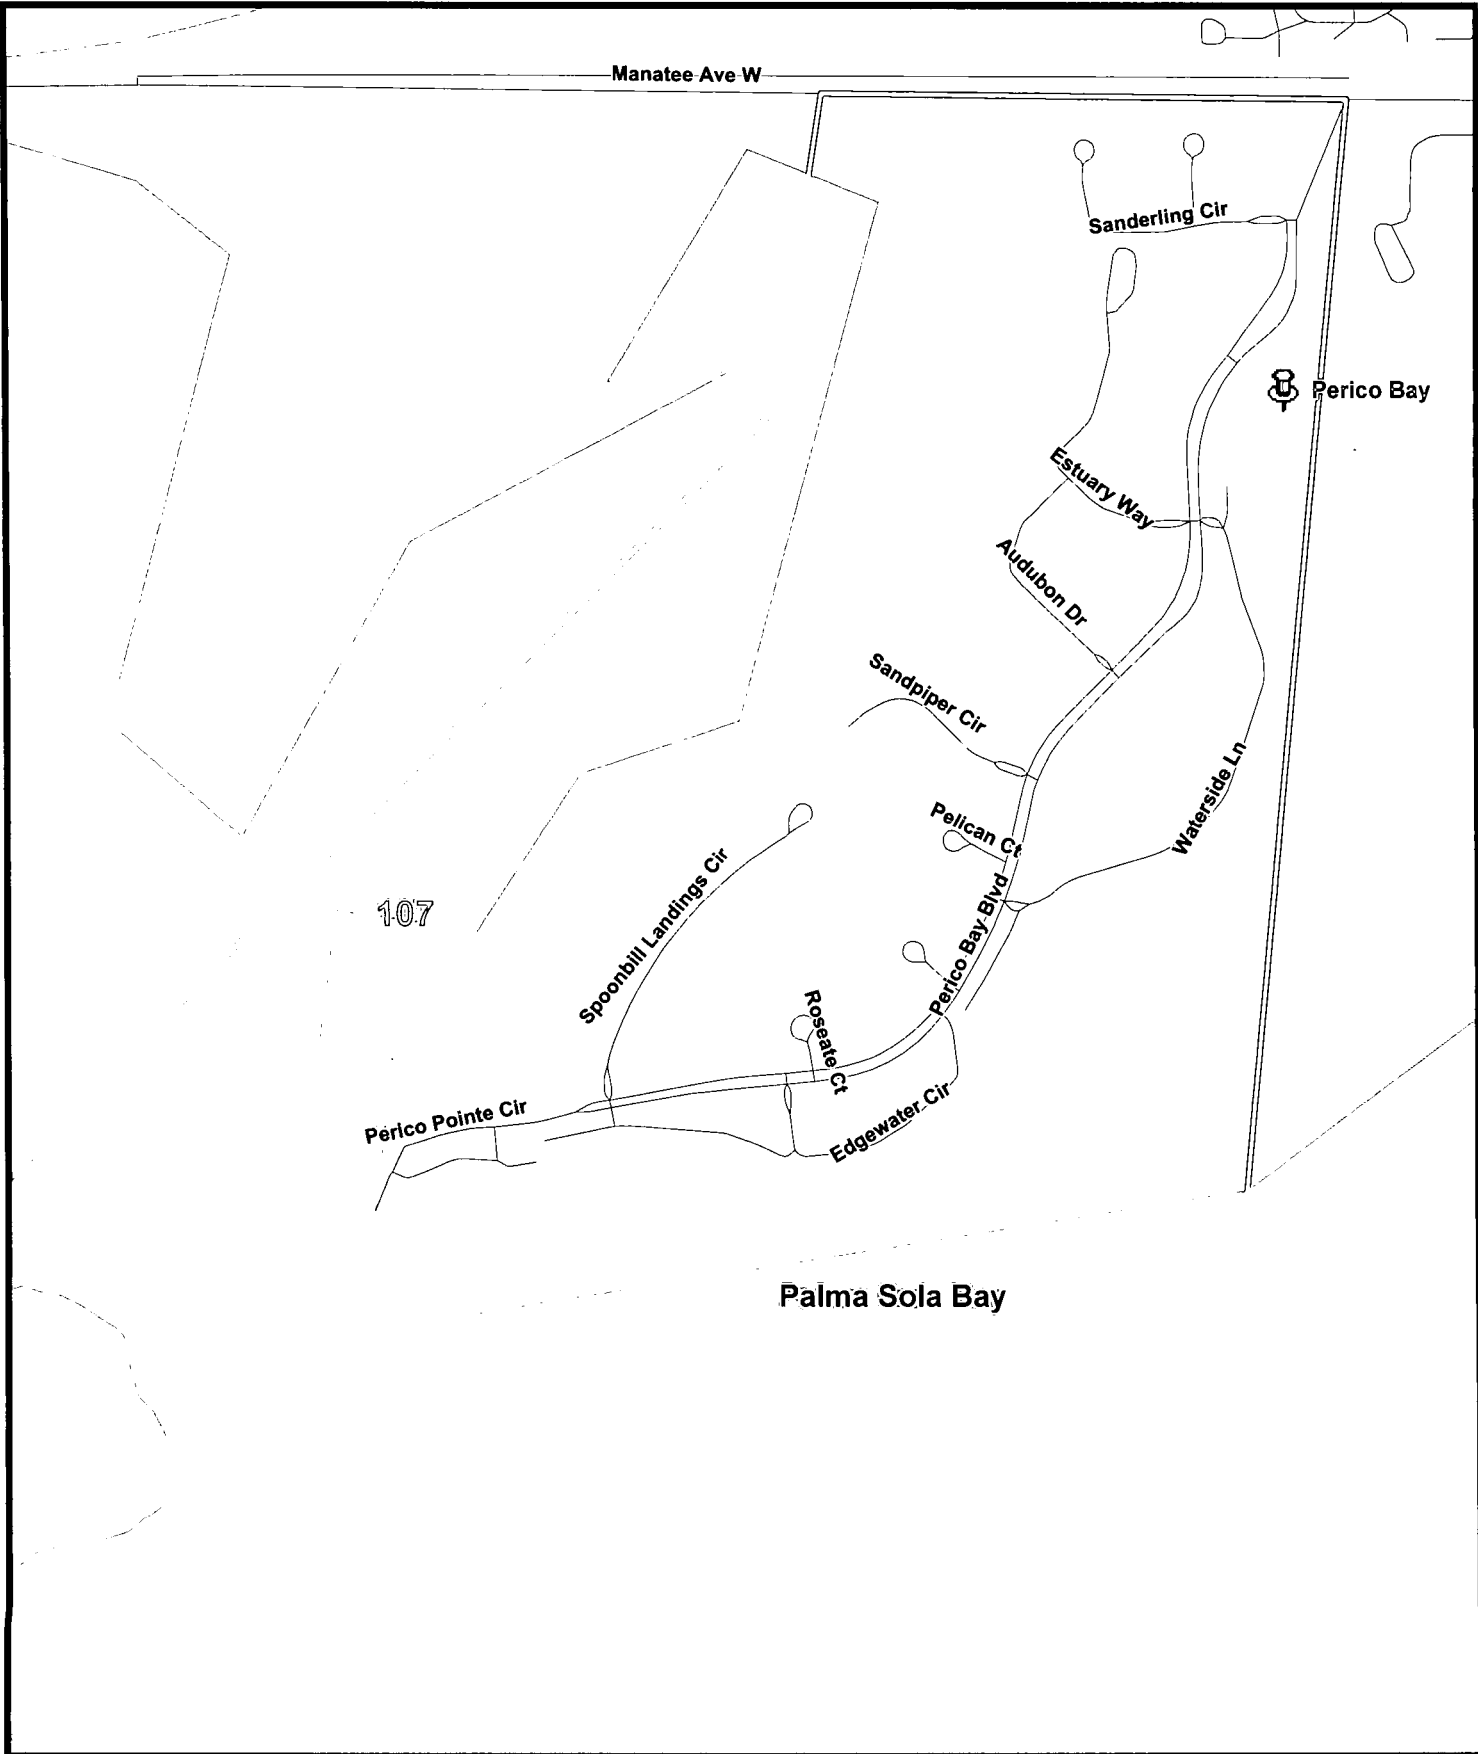 Manatee Ave W
Sanderling Cir
Perico Bay
Estuary Way
Audubon Dr
Sandpiper Cir
Waterside Ln
Pelican Ct
Spoonbill Landings Cir
Perico Bay Blvd
107
Roseate Ct
Edgewater Cir
Perico Pointe Cir
Palma Sola Bay